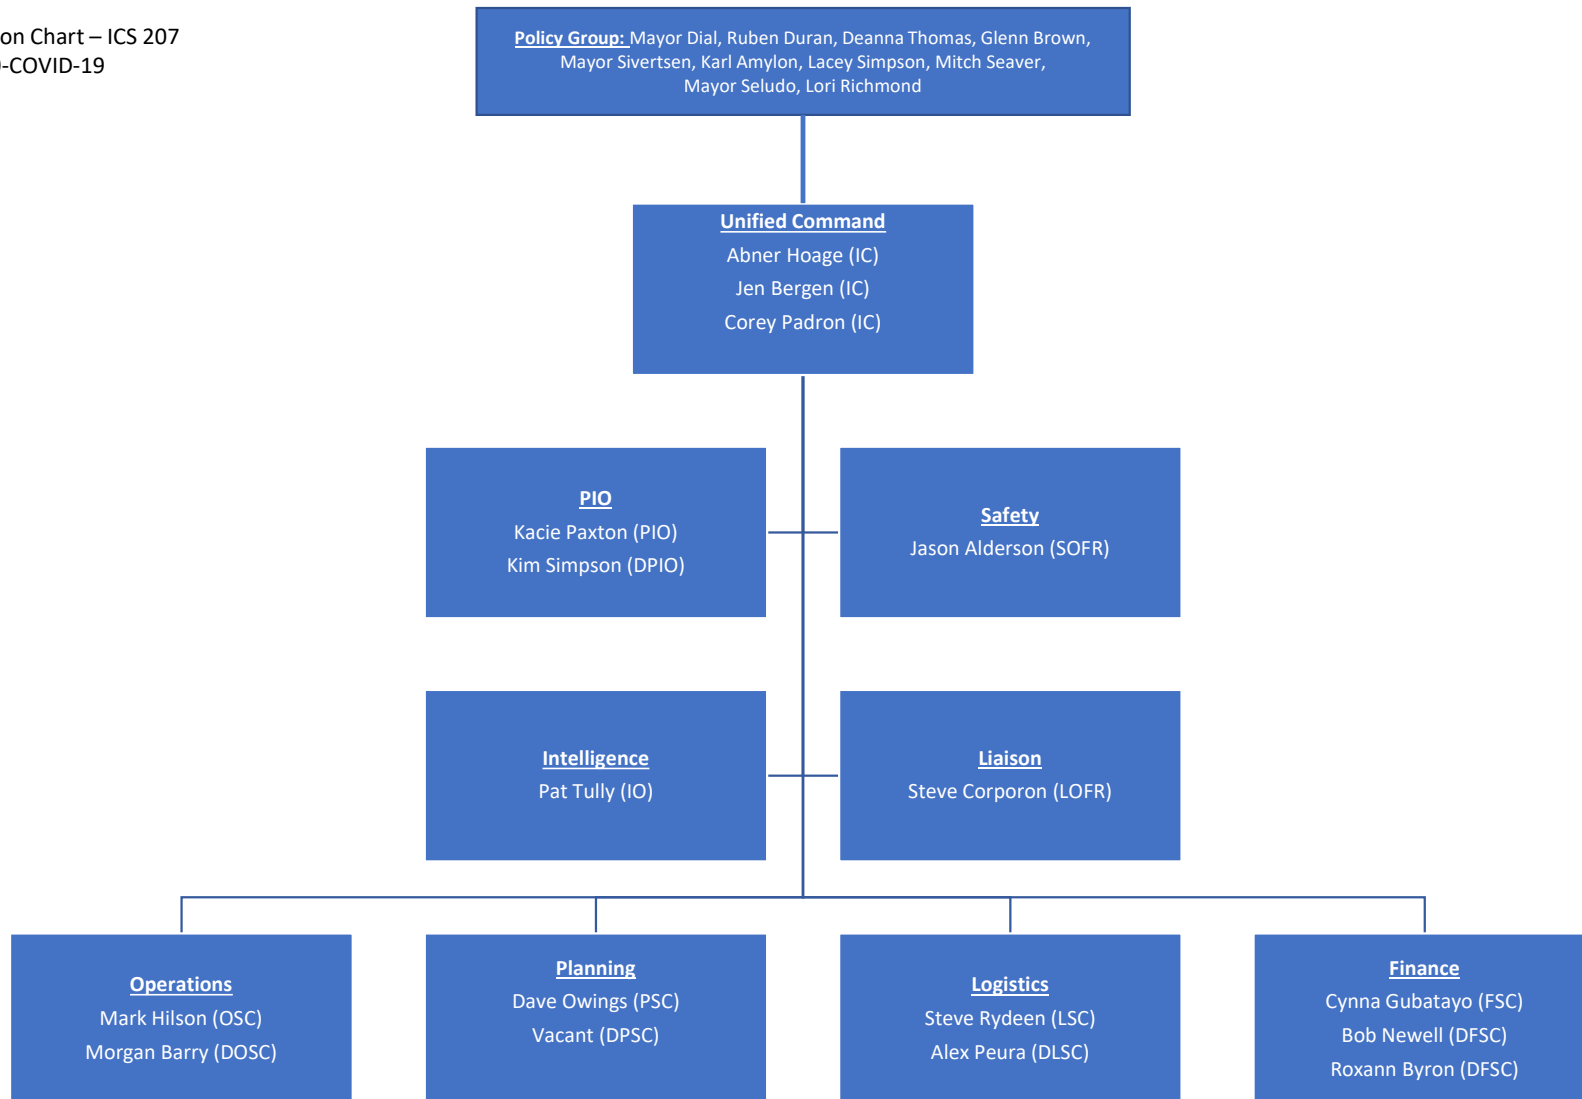 on Chart – ICS 207
-COVID-19
Policy Group: Mayor Dial, Ruben Duran, Deanna Thomas, Glenn Brown,
Mayor Sivertsen, Karl Amylon, Lacey Simpson, Mitch Seaver,
Mayor Seludo, Lori Richmond
Unified Command
Abner Hoage (IC)
Jen Bergen (IC)
Corey Padron (IC)
PIO
Kacie Paxton (PIO)
Kim Simpson (DPIO)
Safety
Jason Alderson (SOFR)
Intelligence
Pat Tully (IO)
Liaison
Steve Corporon (LOFR)
Operations
Mark Hilson (OSC)
Morgan Barry (DOSC)
Planning
Dave Owings (PSC)
Vacant (DPSC)
Logistics
Steve Rydeen (LSC)
Alex Peura (DLSC)
Finance
Cynna Gubatayo (FSC)
Bob Newell (DFSC)
Roxann Byron (DFSC)